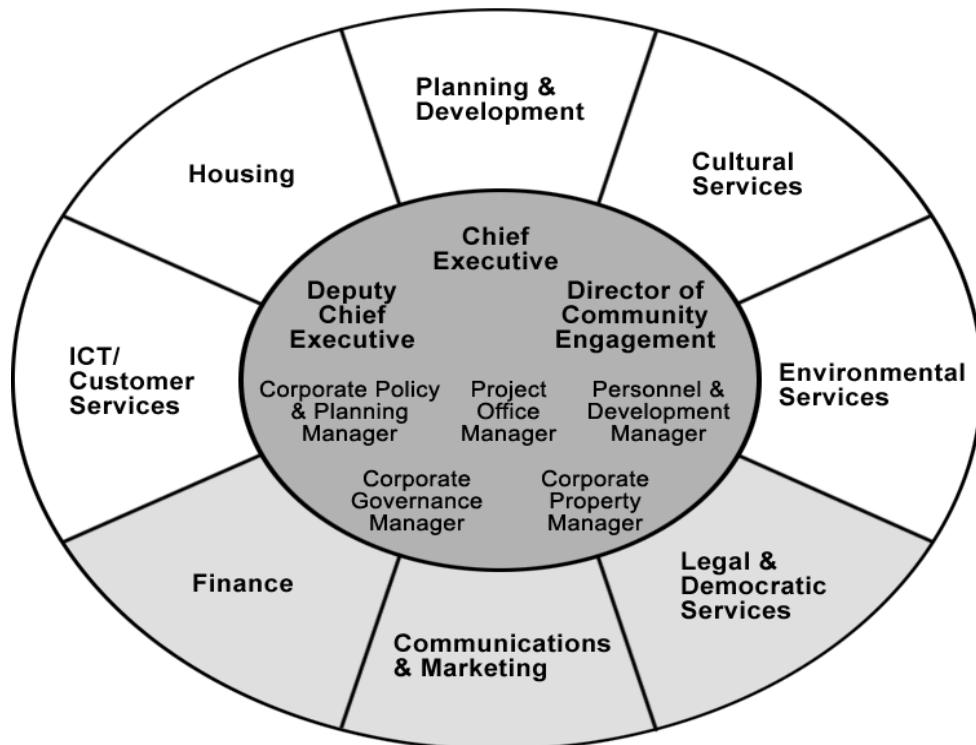 Planning &
Development
Housing
Cultural
Services
Chief
Executive
Deputy
Chief
Executive
Director of
Community
Engagement
ICT/
Customer
Services
Environmental
Services
Corporate Policy
& Planning
Manager
Project
Office
Manager
Personnel &
Development
Manager
Corporate
Governance
Manager
Corporate
Property
Manager
Finance
Legal &
Democratic
Services
Communications
& Marketing